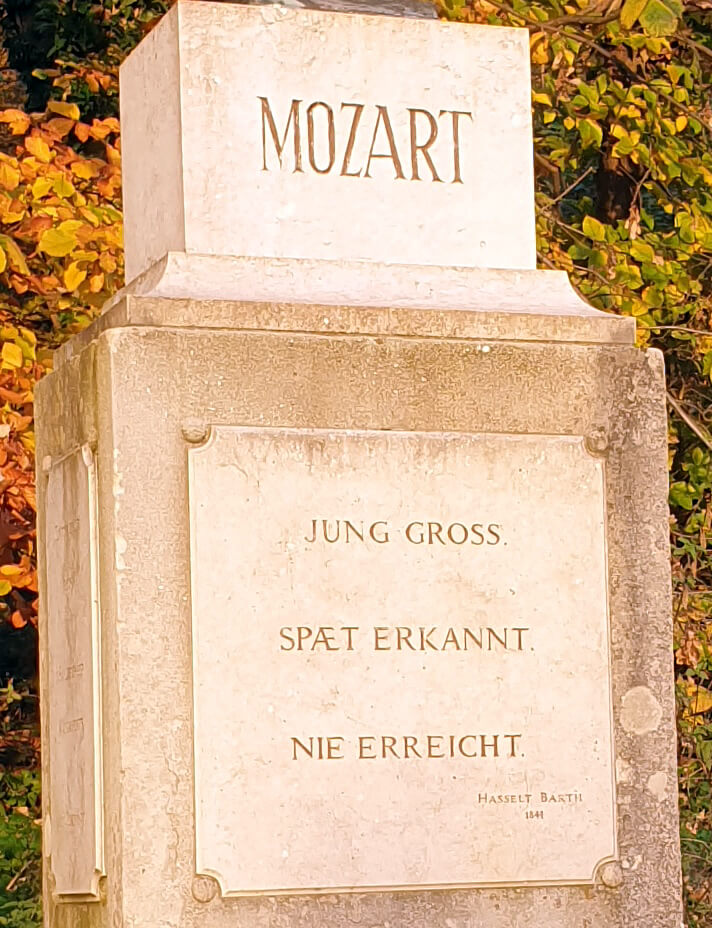 MOZART
JUNG GROSS.
SPÆT ERKANNT.
NIE ERREICHT.
HASSELT BARTH
1841